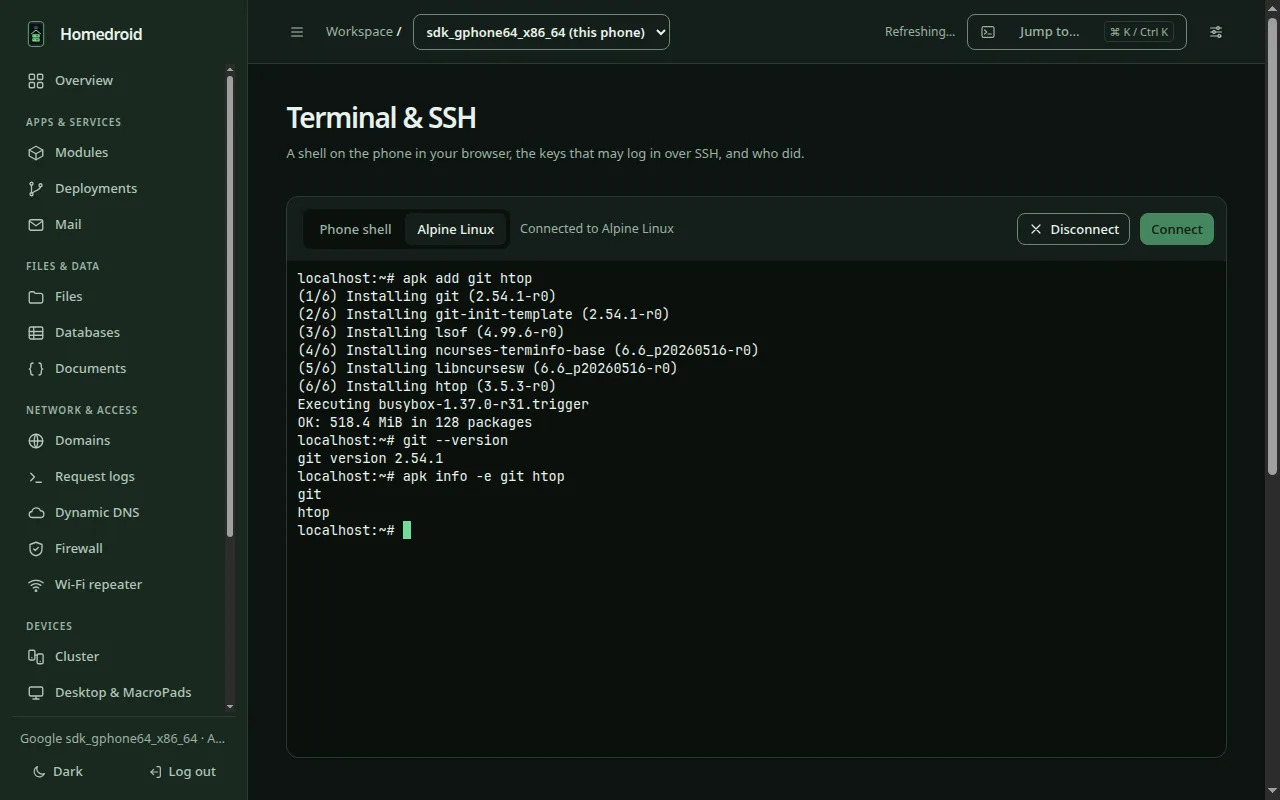 Homedroid
Overview
APPS & SERVICES
Modules
Deployments
Mail
FILES & DATA
Files
Databases
Documents
NETWORK & ACCESS
Domains
Request logs
Dynamic DNS
Firewall
Wi-Fi repeater
DEVICES
Cluster
Desktop & MacroPads
Google sdk_gphone64_x86_64 · A...
Dark
Log out
Workspace /
sdk_gphone64_x86_64 (this phone)
Refreshing...
Jump to...
⌘ K / Ctrl K
Terminal & SSH
A shell on the phone in your browser, the keys that may log in over SSH, and who did.
Phone shell
Alpine Linux
Connected to Alpine Linux
Disconnect
Connect
localhost:~# apk add git htop
(1/6) Installing git (2.54.1-r0)
(2/6) Installing git-init-template (2.54.1-r0)
(3/6) Installing lsof (4.99.6-r0)
(4/6) Installing ncurses-terminfo-base (6.6_p20260516-r0)
(5/6) Installing libncursesw (6.6_p20260516-r0)
(6/6) Installing htop (3.5.3-r0)
Executing busybox-1.37.0-r31.trigger
OK: 518.4 MiB in 128 packages
localhost:~# git --version
git version 2.54.1
localhost:~# apk info -e git htop
git
htop
localhost:~#